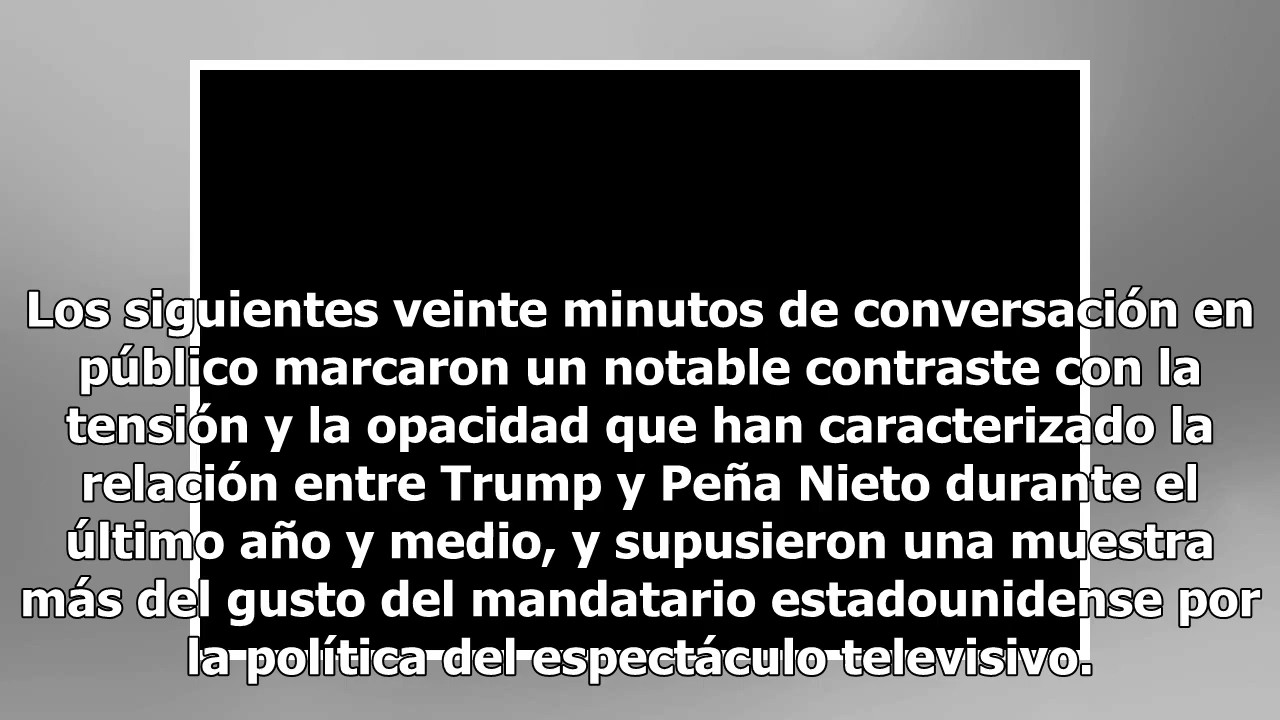 Los siguientes veinte minutos de conversación en
público marcaron un notable contraste con la
tensión y la opacidad que han caracterizado la
relación entre Trump y Peña Nieto durante el
último año y medio, y supusieron una muestra
más del gusto del mandatario estadounidense por
la política del espectáculo televisivo.